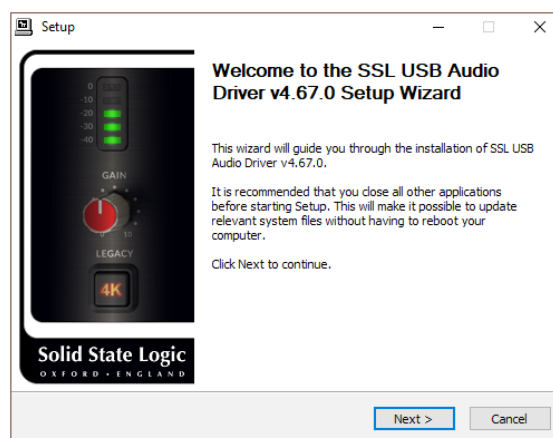 Setup
Welcome to the SSL USB Audio
Driver v4.67.0 Setup Wizard
This wizard will guide you through the installation of SSL USB
Audio Driver v4.67.0.
It is recommended that you close all other applications
before starting Setup. This will make it possible to update
relevant system files without having to reboot your
computer.
Click Next to continue.
0
-10
-20
-30
-40
GAIN
0 10
LEGACY
4K
Solid State Logic
OXFORD • ENGLAND
Next >
Cancel